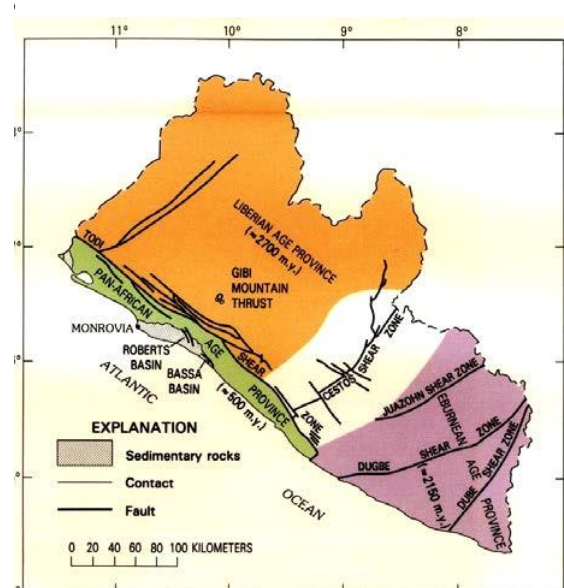 11°
10°
9°
8°
LIBERIAN AGE PROVINCE
(≈2700 m.y.)
TODI
SHEAR
ZONE
GIBI
MOUNTAIN
THRUST
PAN-AFRICAN
AGE
PROVINCE
(≈500 m.y.)
MONROVIA
ROBERTS
BASIN
BASSA
BASIN
CESTOS SHEAR ZONE
JUAZOHN SHEAR ZONE
EBURNEAN
AGE
PROVINCE
(≈2150 m.y.)
DUGBE SHEAR ZONE
DUBE SHEAR ZONE
ATLANTIC
OCEAN
EXPLANATION
Sedimentary rocks
Contact
Fault
0 20 40 60 80 100 KILOMETERS